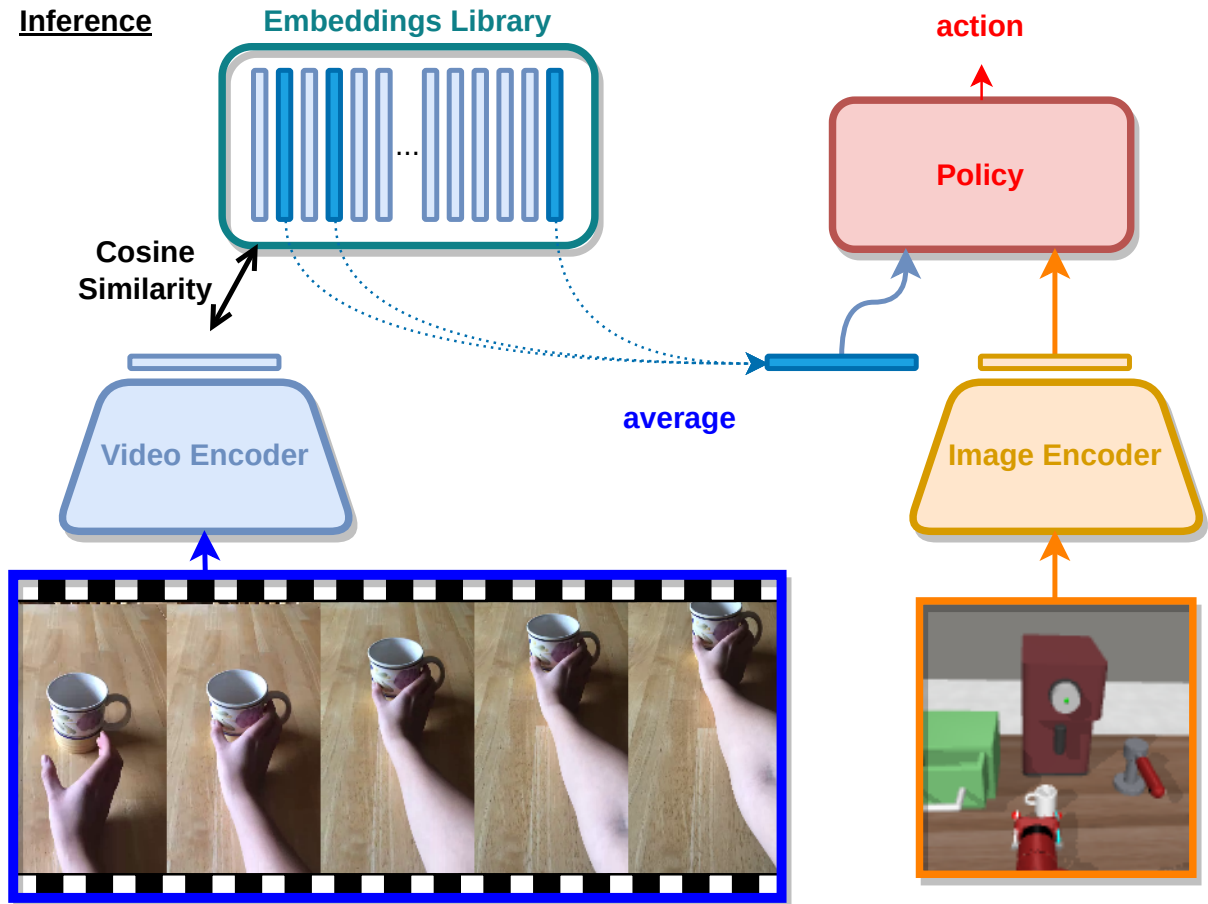 Inference
Embeddings Library
action
...
Policy
Cosine
Similarity
average
Video Encoder
Image Encoder